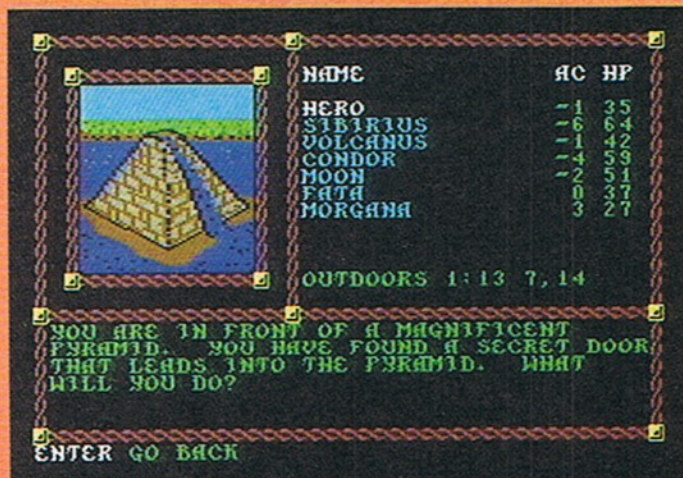 NAME AC HP
HERO -1 35
SIBIRIUS -6 64
VOLCANUS -1 42
CONDOR -4 59
MOON -2 51
FATA 0 37
MORGANA 3 27
OUTDOORS 1:13 7,14
YOU ARE IN FRONT OF A MAGNIFICENT
PYRAMID. YOU HAVE FOUND A SECRET DOOR
THAT LEADS INTO THE PYRAMID. WHAT
WILL YOU DO?
ENTER GO BACK